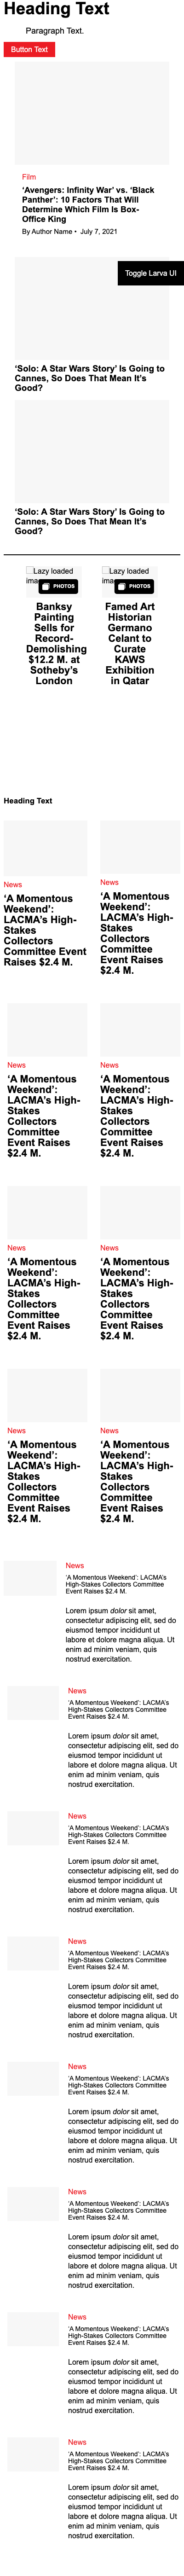 Heading Text
Paragraph Text.
Button Text
Film
‘Avengers: Infinity War’ vs. ‘Black
Panther’: 10 Factors That Will
Determine Which Film Is Box-
Office King
By Author Name • July 7, 2021
Toggle Larva UI
‘Solo: A Star Wars Story’ Is Going to
Cannes, So Does That Mean It’s
Good?
‘Solo: A Star Wars Story’ Is Going to
Cannes, So Does That Mean It’s
Good?
Lazy loaded
PHOTOS
Banksy
Painting
Sells for
Record-
Demolishing
$12.2 M. at
Sotheby’s
London
Lazy loaded
PHOTOS
Famed Art
Historian
Germano
Celant to
Curate
KAWS
Exhibition
in Qatar
Heading Text
News
‘A Momentous
Weekend’:
LACMA’s High-
Stakes
Collectors
Committee Event
Raises $2.4 M.
News
‘A Momentous
Weekend’:
LACMA’s High-
Stakes
Collectors
Committee
Event Raises
$2.4 M.
News
‘A Momentous
Weekend’:
LACMA’s High-
Stakes
Collectors
Committee
Event Raises
$2.4 M.
News
‘A Momentous
Weekend’:
LACMA’s High-
Stakes
Collectors
Committee
Event Raises
$2.4 M.
News
‘A Momentous
Weekend’:
LACMA’s High-
Stakes
Collectors
Committee
Event Raises
$2.4 M.
News
‘A Momentous
Weekend’:
LACMA’s High-
Stakes
Collectors
Committee
Event Raises
$2.4 M.
News
‘A Momentous
Weekend’:
LACMA’s High-
Stakes
Collectors
Committee
Event Raises
$2.4 M.
News
‘A Momentous
Weekend’:
LACMA’s High-
Stakes
Collectors
Committee
Event Raises
$2.4 M.
News
‘A Momentous Weekend’: LACMA’s
High-Stakes Collectors Committee
Event Raises $2.4 M.
Lorem ipsum dolor sit amet,
consectetur adipiscing elit, sed do
eiusmod tempor incididunt ut
labore et dolore magna aliqua. Ut
enim ad minim veniam, quis
nostrud exercitation.
News
‘A Momentous Weekend’: LACMA’s
High-Stakes Collectors Committee
Event Raises $2.4 M.
Lorem ipsum dolor sit amet,
consectetur adipiscing elit, sed do
eiusmod tempor incididunt ut
labore et dolore magna aliqua. Ut
enim ad minim veniam, quis
nostrud exercitation.
News
‘A Momentous Weekend’: LACMA’s
High-Stakes Collectors Committee
Event Raises $2.4 M.
Lorem ipsum dolor sit amet,
consectetur adipiscing elit, sed do
eiusmod tempor incididunt ut
labore et dolore magna aliqua. Ut
enim ad minim veniam, quis
nostrud exercitation.
News
‘A Momentous Weekend’: LACMA’s
High-Stakes Collectors Committee
Event Raises $2.4 M.
Lorem ipsum dolor sit amet,
consectetur adipiscing elit, sed do
eiusmod tempor incididunt ut
labore et dolore magna aliqua. Ut
enim ad minim veniam, quis
nostrud exercitation.
News
‘A Momentous Weekend’: LACMA’s
High-Stakes Collectors Committee
Event Raises $2.4 M.
Lorem ipsum dolor sit amet,
consectetur adipiscing elit, sed do
eiusmod tempor incididunt ut
labore et dolore magna aliqua. Ut
enim ad minim veniam, quis
nostrud exercitation.
News
‘A Momentous Weekend’: LACMA’s
High-Stakes Collectors Committee
Event Raises $2.4 M.
Lorem ipsum dolor sit amet,
consectetur adipiscing elit, sed do
eiusmod tempor incididunt ut
labore et dolore magna aliqua. Ut
enim ad minim veniam, quis
nostrud exercitation.
News
‘A Momentous Weekend’: LACMA’s
High-Stakes Collectors Committee
Event Raises $2.4 M.
Lorem ipsum dolor sit amet,
consectetur adipiscing elit, sed do
eiusmod tempor incididunt ut
labore et dolore magna aliqua. Ut
enim ad minim veniam, quis
nostrud exercitation.
News
‘A Momentous Weekend’: LACMA’s
High-Stakes Collectors Committee
Event Raises $2.4 M.
Lorem ipsum dolor sit amet,
consectetur adipiscing elit, sed do
eiusmod tempor incididunt ut
labore et dolore magna aliqua. Ut
enim ad minim veniam, quis
nostrud exercitation.